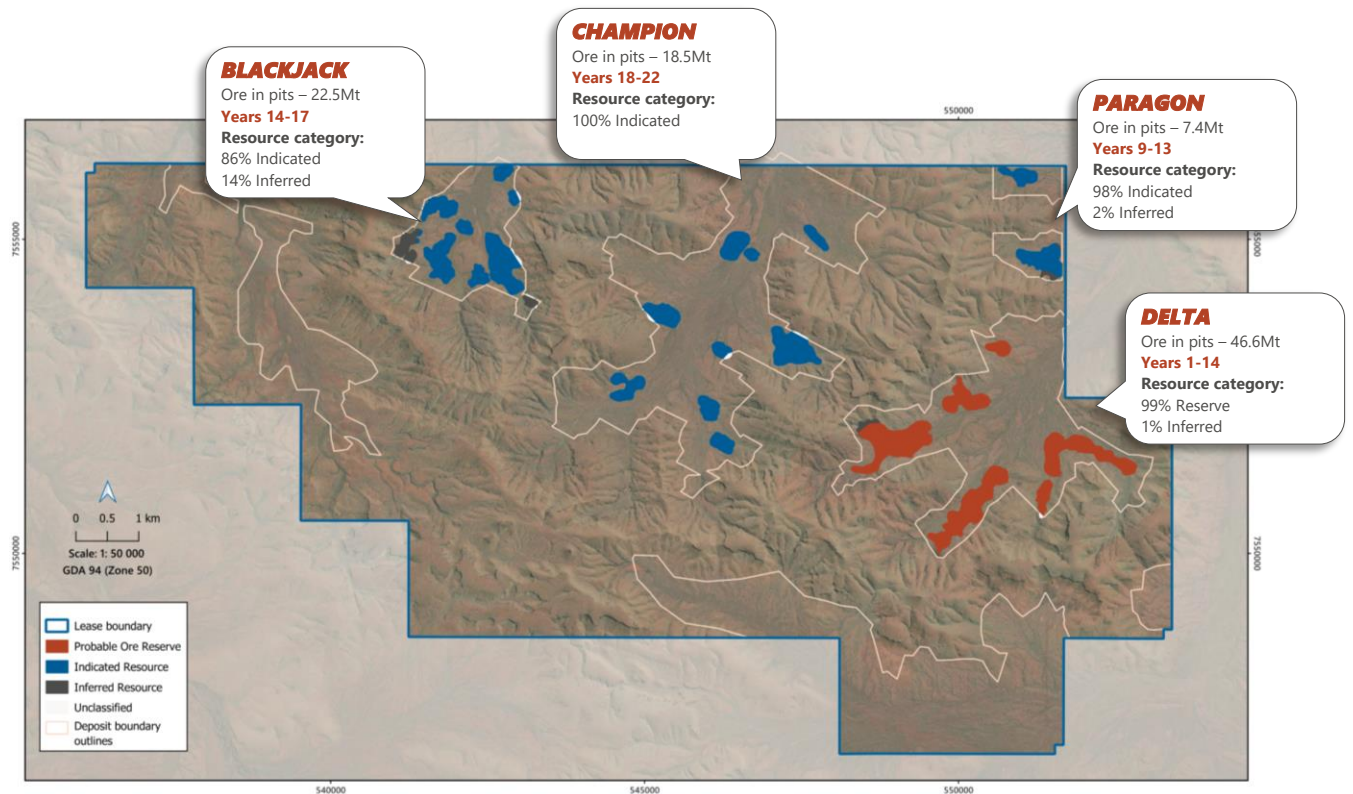 CHAMPION
Ore in pits – 18.5Mt
Years 18-22
Resource category:
100% Indicated
BLACKJACK
Ore in pits – 22.5Mt
Years 14-17
Resource category:
86% Indicated
14% Inferred
PARAGON
Ore in pits – 7.4Mt
Years 9-13
Resource category:
98% Indicated
2% Inferred
DELTA
Ore in pits – 46.6Mt
Years 1-14
Resource category:
99% Reserve
1% Inferred
550000
7555000
7550000
0 0.5 1 km
Scale: 1: 50 000
GDA 94 (Zone 50)
7550000
Lease boundary
Probable Ore Reserve
Indicated Resource
Inferred Resource
Unclassified
Deposit boundary
outlines
540000
545000
550000